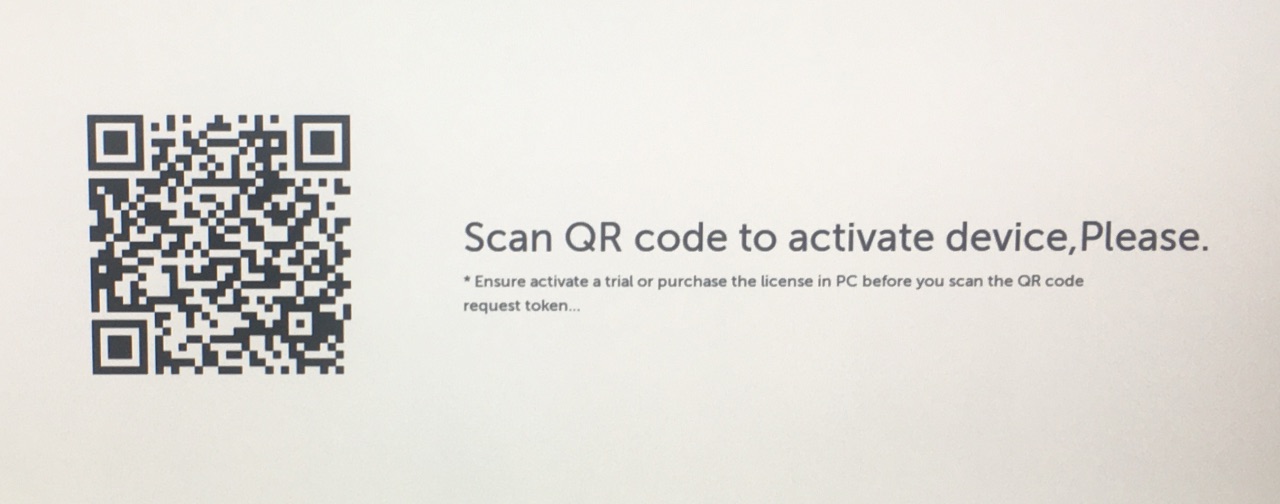 Scan QR code to activate device,Please.
* Ensure activate a trial or purchase the license in PC before you scan the QR code
request token...